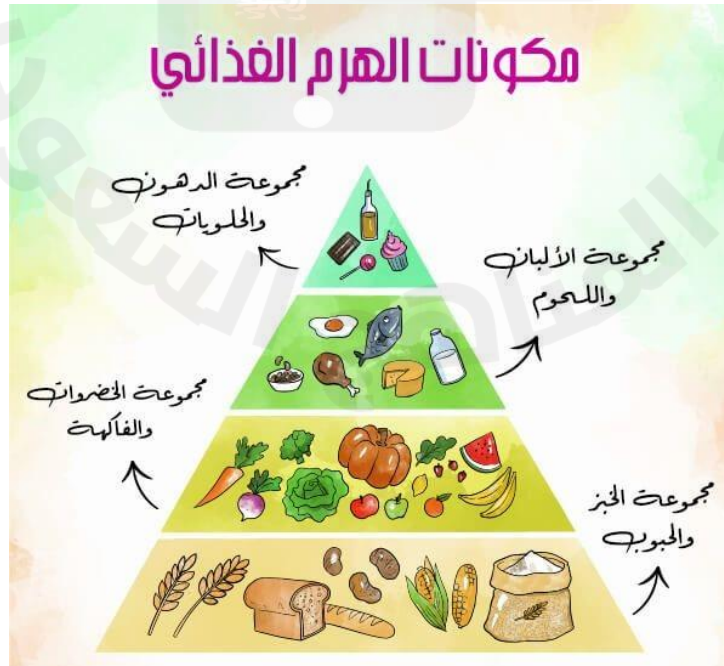 مكونات الهرم الغذائي
مجموعة الدهون
والحلويات
مجموعة الألبان
واللحوم
مجموعة الخضروات
والفاكهة
مجموعة الخبز
والحبوب